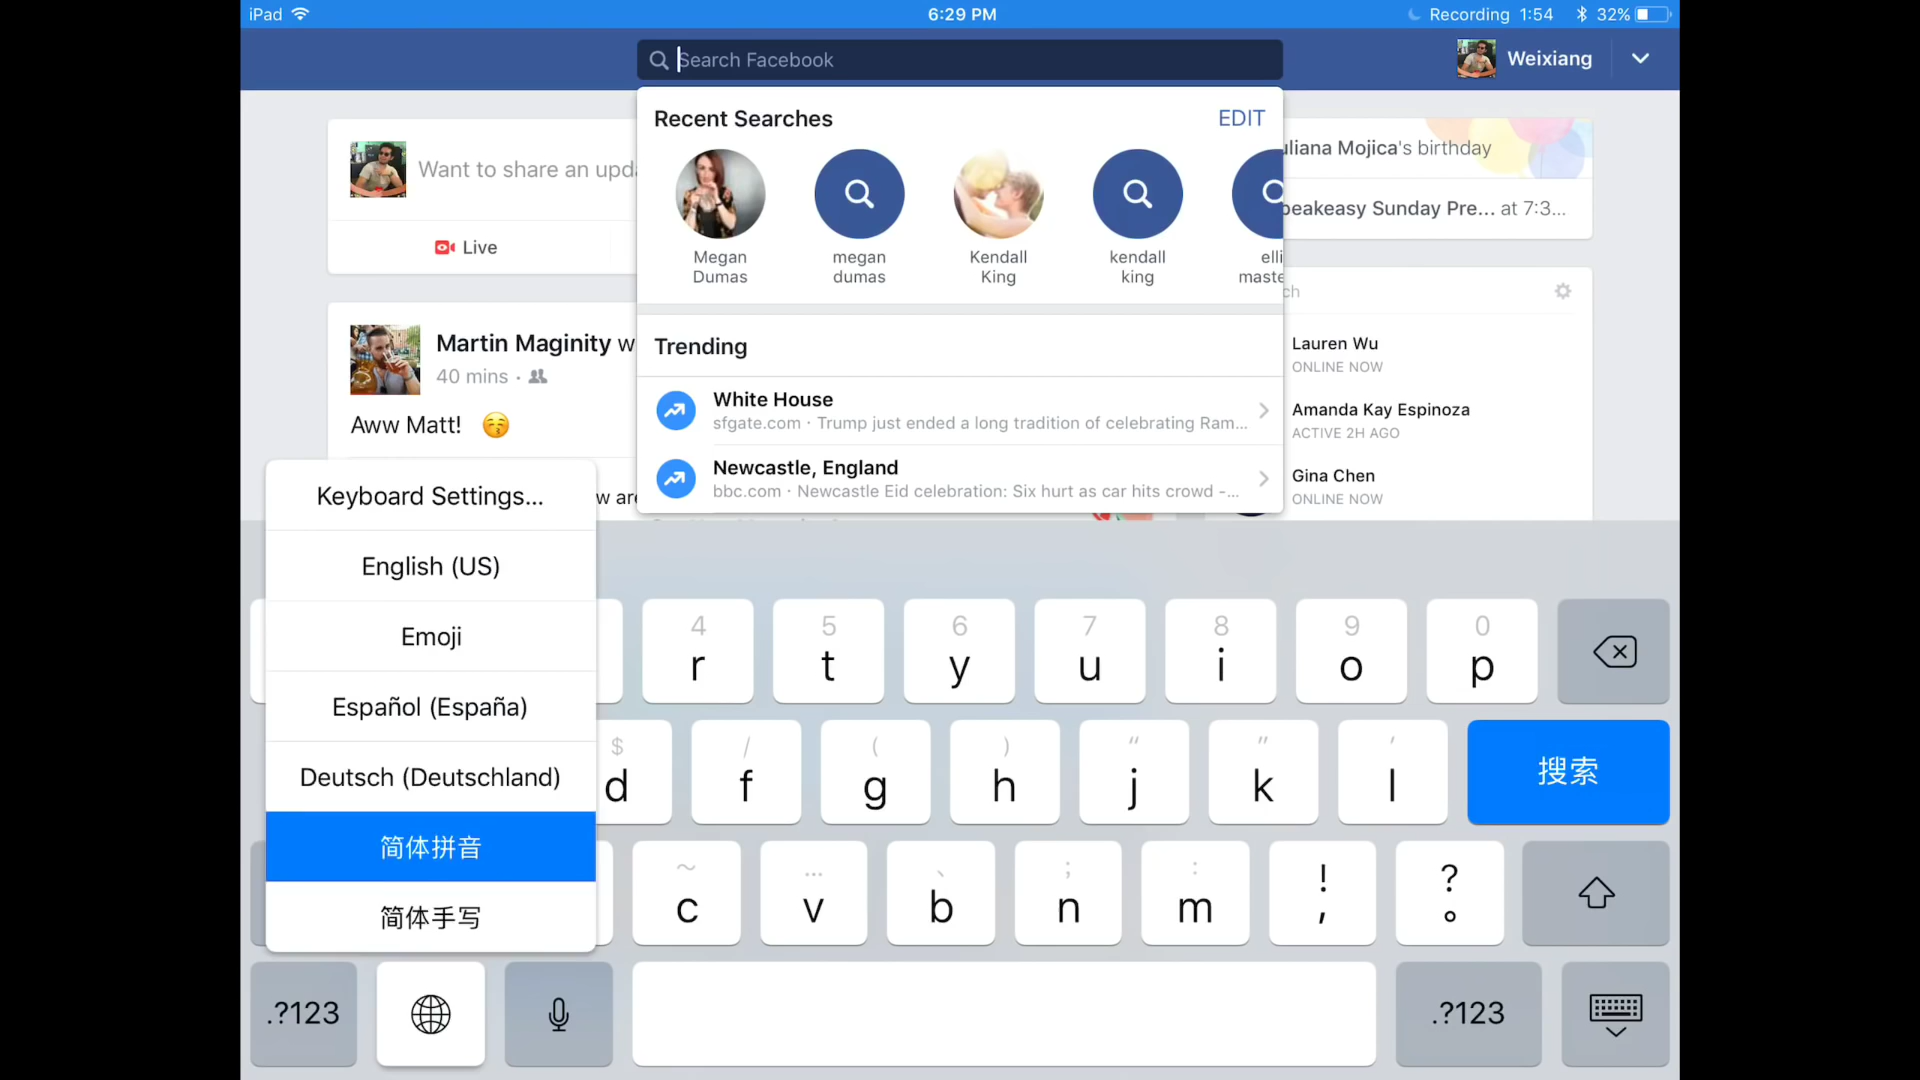 iPad
6:29 PM
Recording 1:54
32%
Search Facebook
Weixiang
Recent Searches
EDIT
Megan
Dumas
megan
dumas
Kendall
King
kendall
king
elli
maste
Want to share an upd
Live
uliana Mojica's birthday
peakeasy Sunday Pre... at 7:3...
ch
Martin Maginity w
40 mins ·
Aww Matt! 😚
w are
Trending
White House
sfgate.com · Trump just ended a long tradition of celebrating Ram...
Newcastle, England
bbc.com · Newcastle Eid celebration: Six hurt as car hits crowd -...
Lauren Wu
ONLINE NOW
Amanda Kay Espinoza
ACTIVE 2H AGO
Gina Chen
ONLINE NOW
Keyboard Settings...
English (US)
Emoji
Español (España)
Deutsch (Deutschland)
简体拼音
简体手写
4 5 6 7 8 9 0
r t y u i o p
$ / ( ) “ ” ‘
d f g h j k l 搜索
~ … 、 ; : ! ?
c v b n m , 。
.?123 .?123